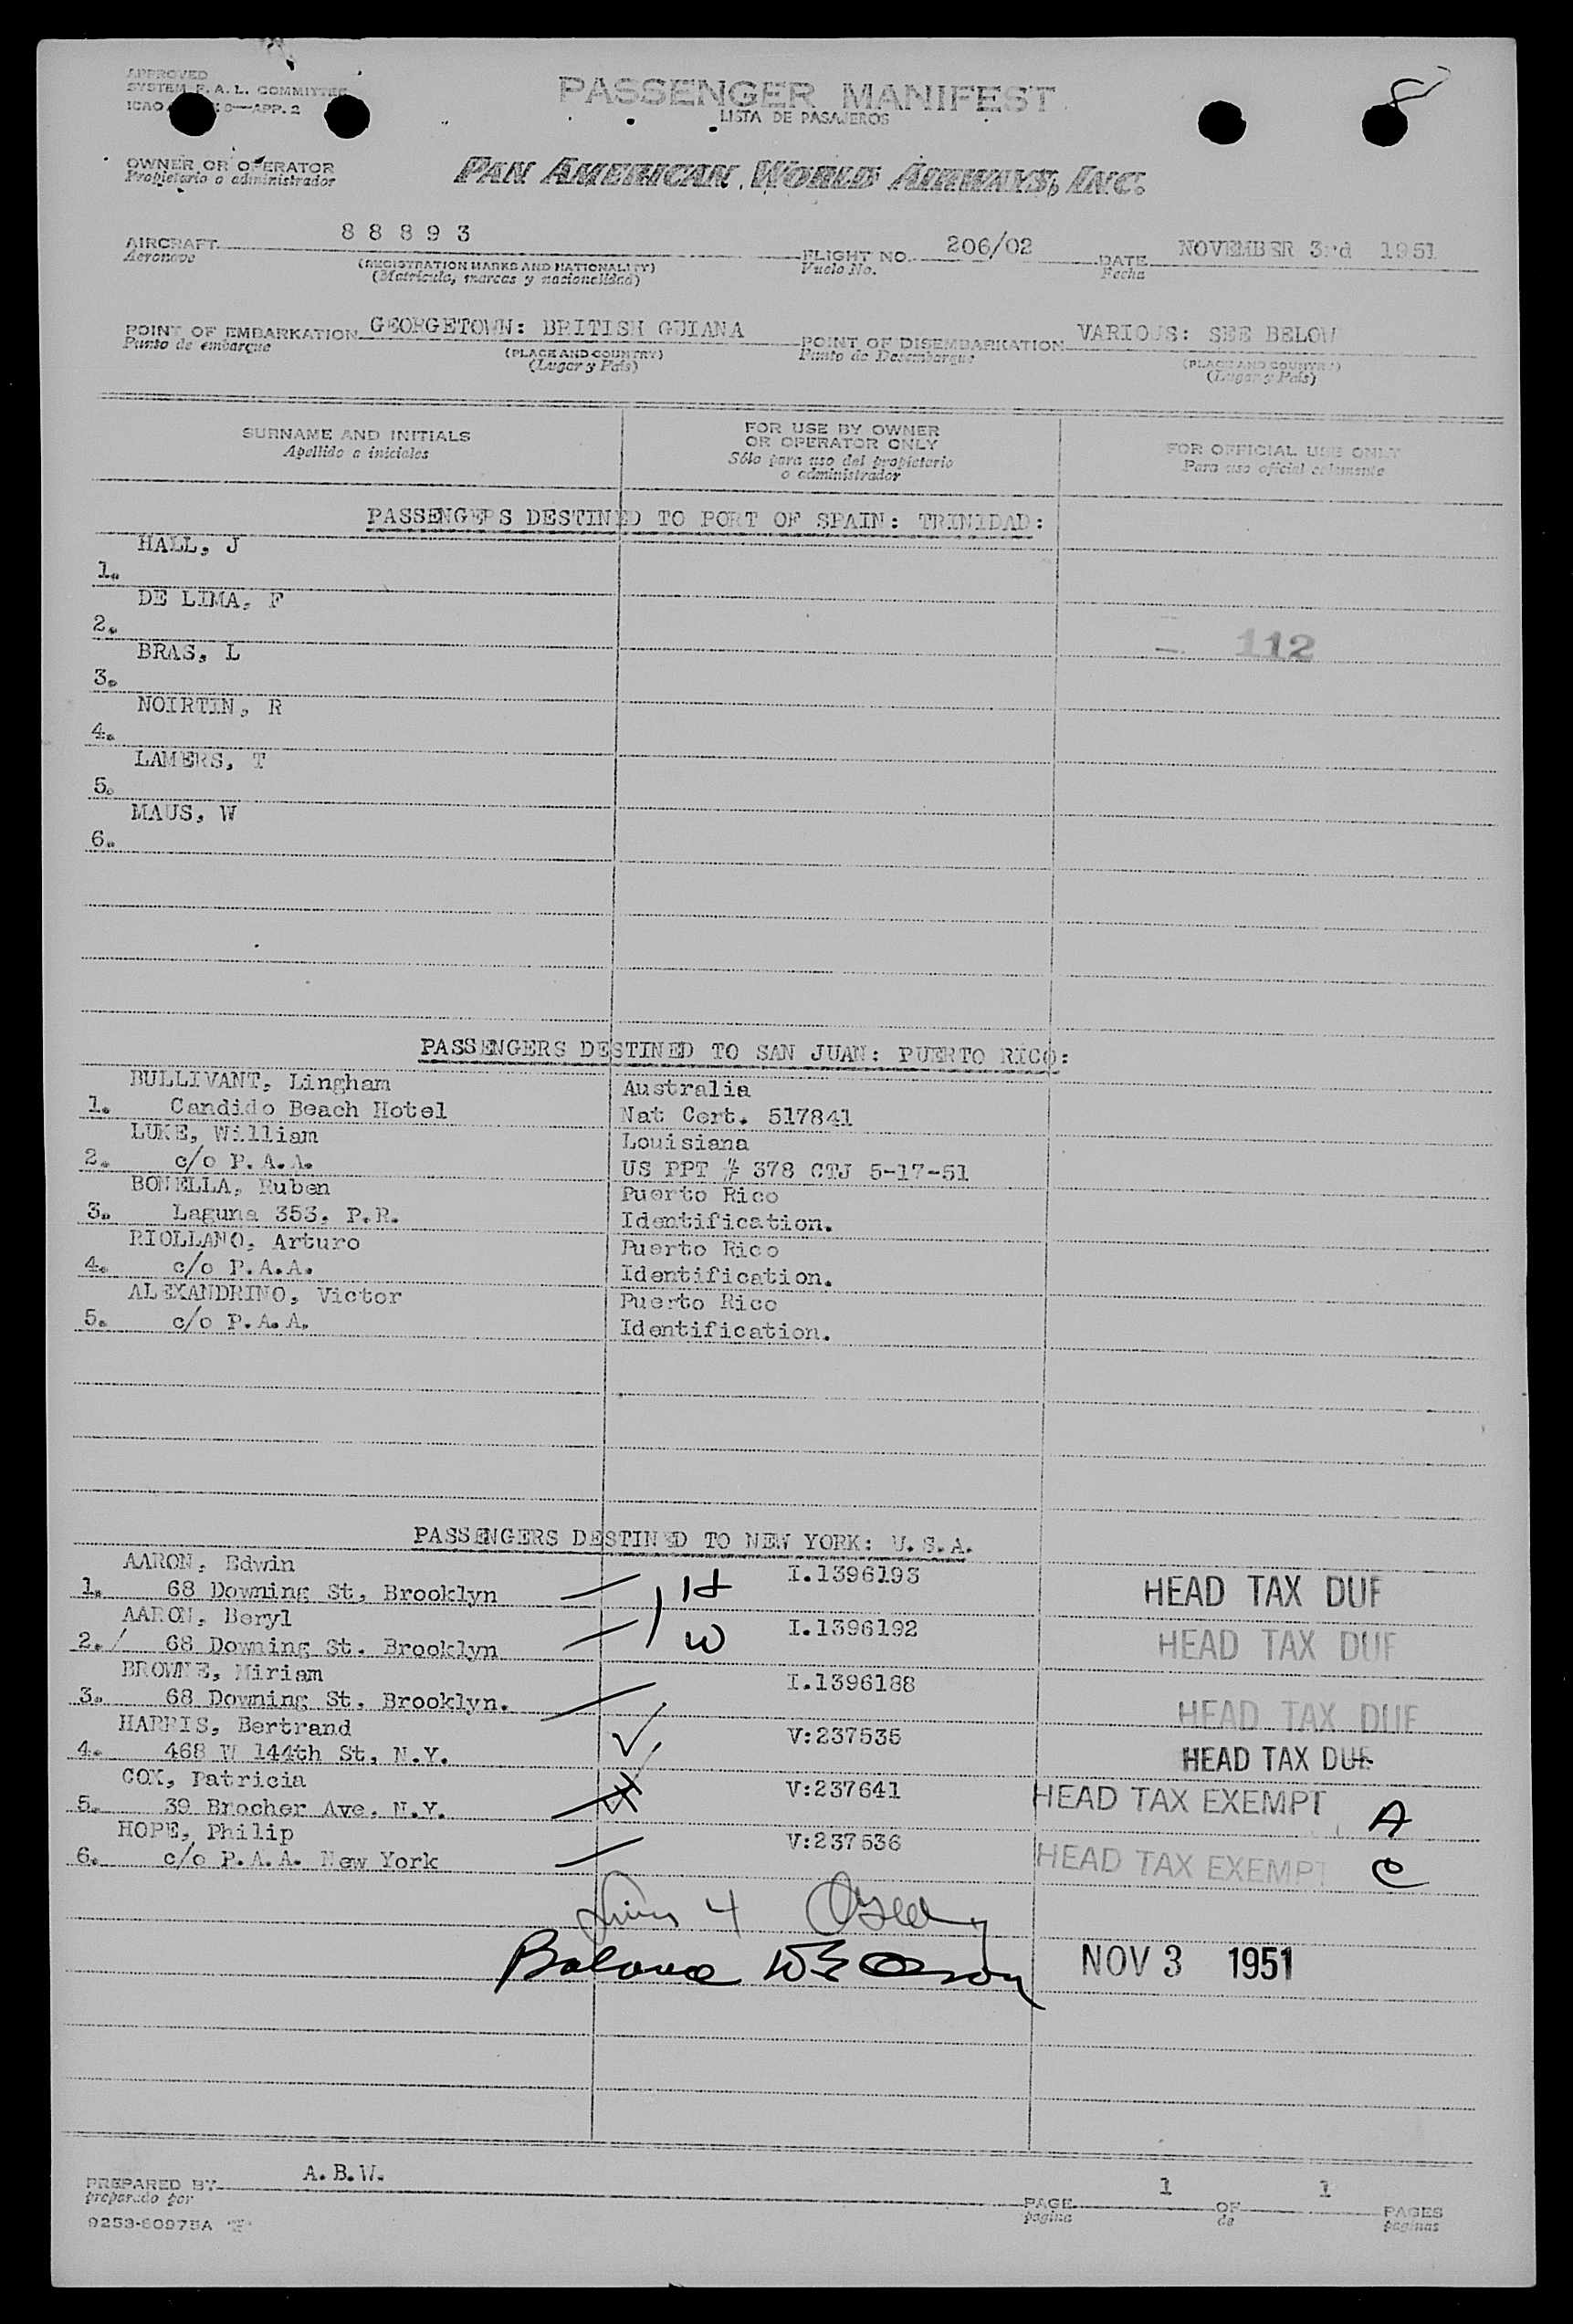 APPROVED
SYSTEM F. A. L. COMMITTEE
ICAO 9—APP. 2
PASSENGER MANIFEST
LISTA DE PASAJEROS
OWNER OR OPERATOR
Propietario o administrador
PAN AMERICAN WORLD AIRWAYS, INC.
AIRCRAFT 88893 FLIGHT NO. 206/02 DATE NOVEMBER 3rd 1951
Aeronave (REGISTRATION MARKS AND NATIONALITY) Vuelo No. Fecha
(Matricula, marcas y nacionalidad)
POINT OF EMBARKATION GEORGETOWN: BRITISH GUIANA POINT OF DISEMBARKATION VARIOUS: SEE BELOW
Punto de embarque (PLACE AND COUNTRY) Punto de Desembarque (PLACE AND COUNTRY)
(Lugar y País) (Lugar y País)
SURNAME AND INITIALS FOR USE BY OWNER OR OPERATOR ONLY FOR OFFICIAL USE ONLY
Apellido e iniciales Sólo para uso del propietario o administrador Para uso oficial solamente
PASSENGERS DESTINED TO PORT OF SPAIN: TRINIDAD:
HALL, J
1.
DE LIMA, F
2.
112
BRAS, L
3.
NOIRTIN, R
4.
LAMERS, T
5.
MAUS, W
6.
PASSENGERS DESTINED TO SAN JUAN: PUERTO RICO:
BULLIVANT, Lingham Australia
1. Candido Beach Hotel Nat Cert. 517841
LUKE, William Louisiana
2. c/o P.A.A. US PPT # 378 CTJ 5-17-51
BONELLA, Ruben Puerto Rico
3. Laguna 353, P.R. Identification.
RIOLLANO, Arturo Puerto Rico
4. c/o P.A.A. Identification.
ALEXANDRINO, Victor Puerto Rico
5. c/o P.A.A. Identification.
PASSENGERS DESTINED TO NEW YORK: U.S.A.
AARON, Edwin I.1396193
1. 68 Downing St, Brooklyn H HEAD TAX DUE
AARON, Beryl I.1396192
2. 68 Downing St. Brooklyn W HEAD TAX DUE
BROWNE, Miriam I.1396188
3. 68 Downing St. Brooklyn. HEAD TAX DUE
HARRIS, Bertrand V:237535
4. 468 W 144th St, N.Y. HEAD TAX DUE
COX, Patricia V:237641
5. 39 Brocher Ave. N.Y. HEAD TAX EXEMPT A
HOPE, Philip V:237536
6. c/o P.A.A. New York HEAD TAX EXEMPT C
4
NOV 3 1951
PREPARED BY A.B.W. PAGE 1 OF 1 PAGES
preparado por pagina de paginas
9253-60975A